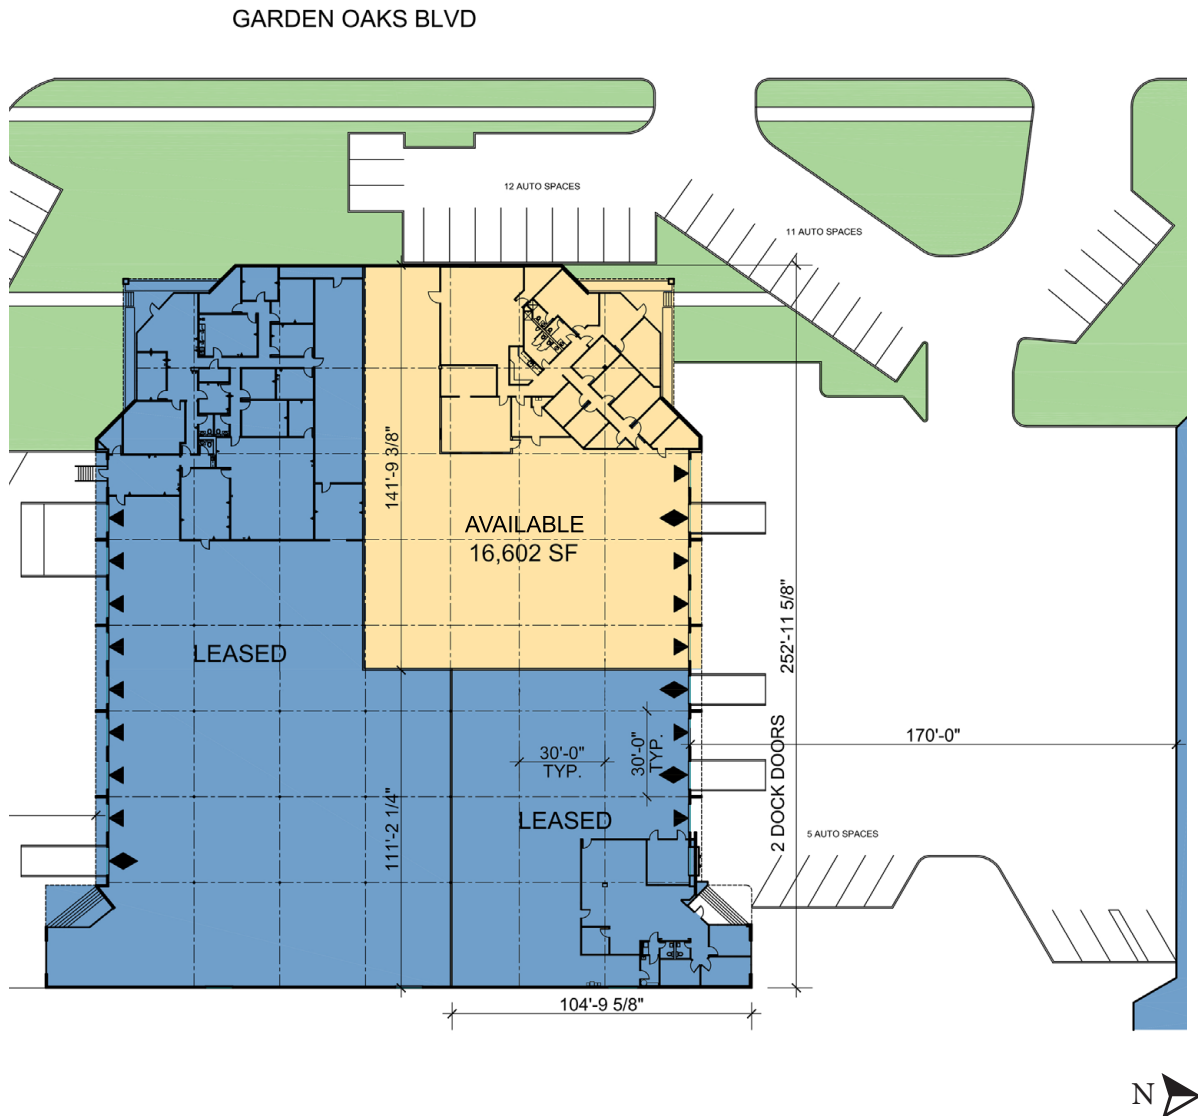 GARDEN OAKS BLVD
12 AUTO SPACES
11 AUTO SPACES
141'-9 3/8"
AVAILABLE
16,602 SF
252'-11 5/8"
LEASED
170'-0"
30'-0"
TYP.
30'-0"
TYP.
2 DOCK DOORS
111'-2 1/4"
LEASED
5 AUTO SPACES
104'-9 5/8"
N